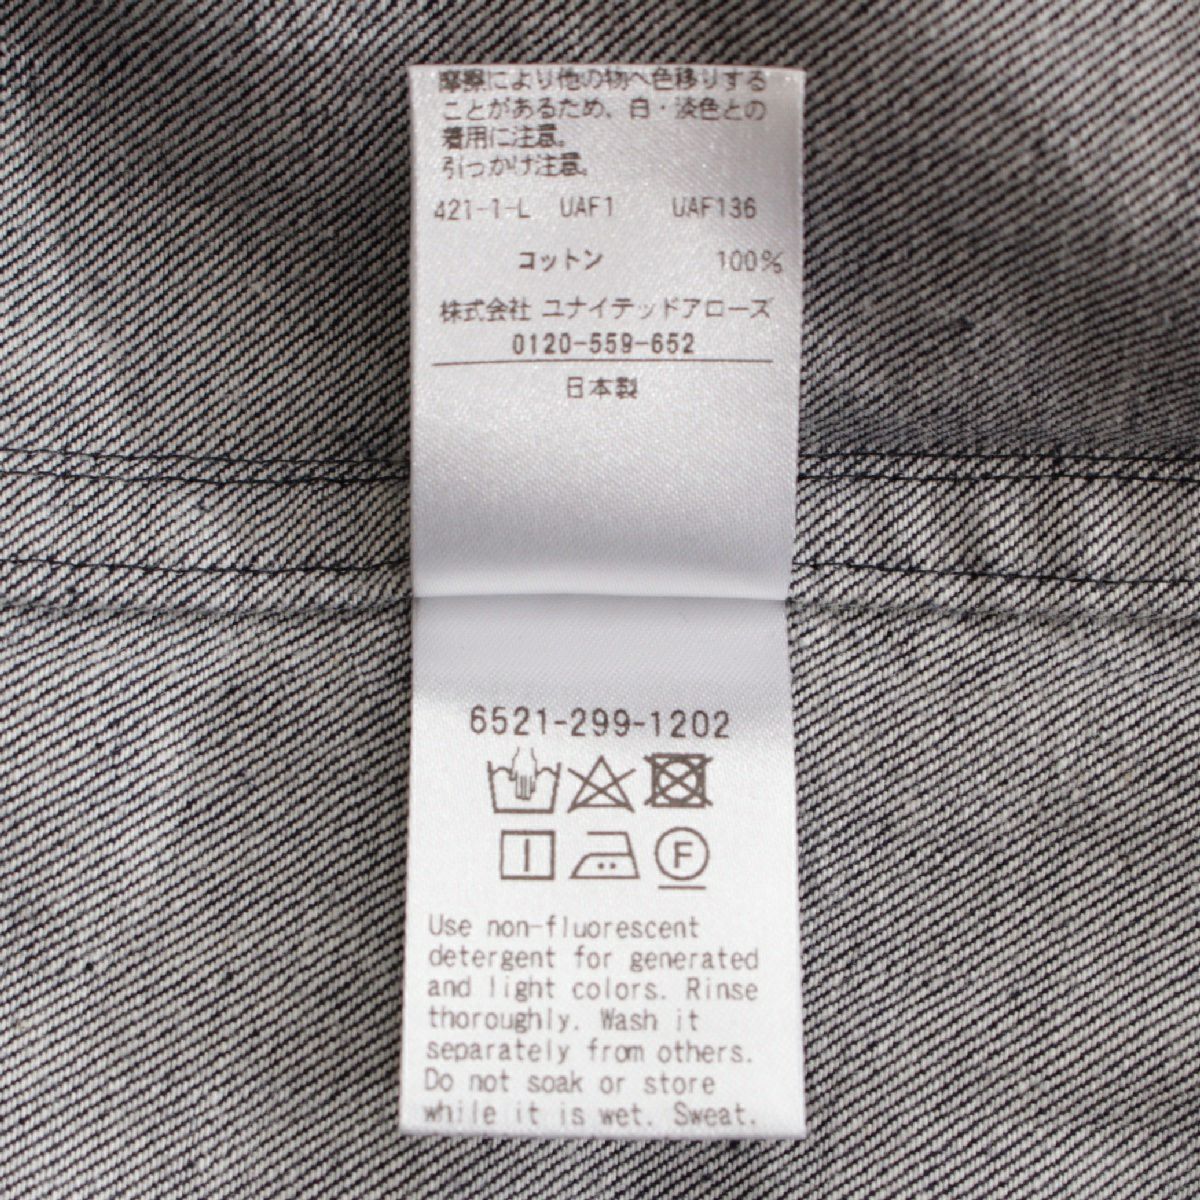 摩擦により他の物へ色移りする
ことがあるため、白・淡色との
着用に注意。
引っかけ注意。
421-1-L UAF1 UAF136
コットン 100%
株式会社 ユナイテッドアローズ
0120-559-652
日本製
6521-299-1202
F
Use non-fluorescent
detergent for generated
and light colors. Rinse
thoroughly. Wash it
separately from others.
Do not soak or store
while it is wet. Sweat.